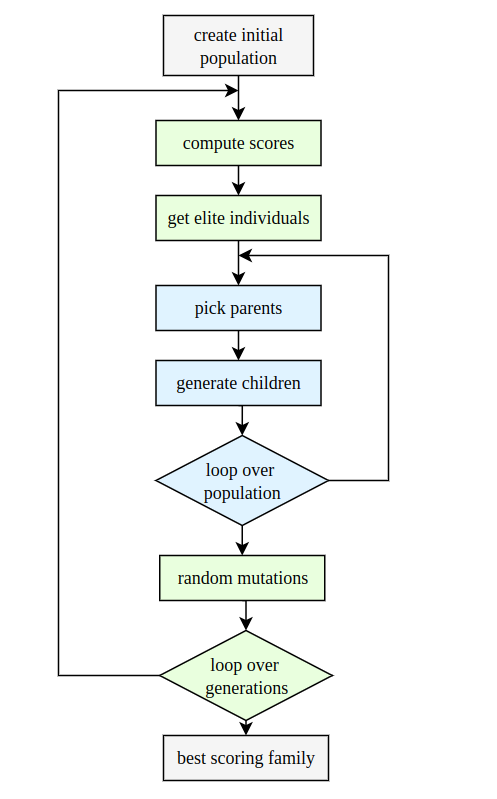 create initial
population
compute scores
get elite individuals
pick parents
generate children
loop over
population
random mutations
loop over
generations
best scoring family